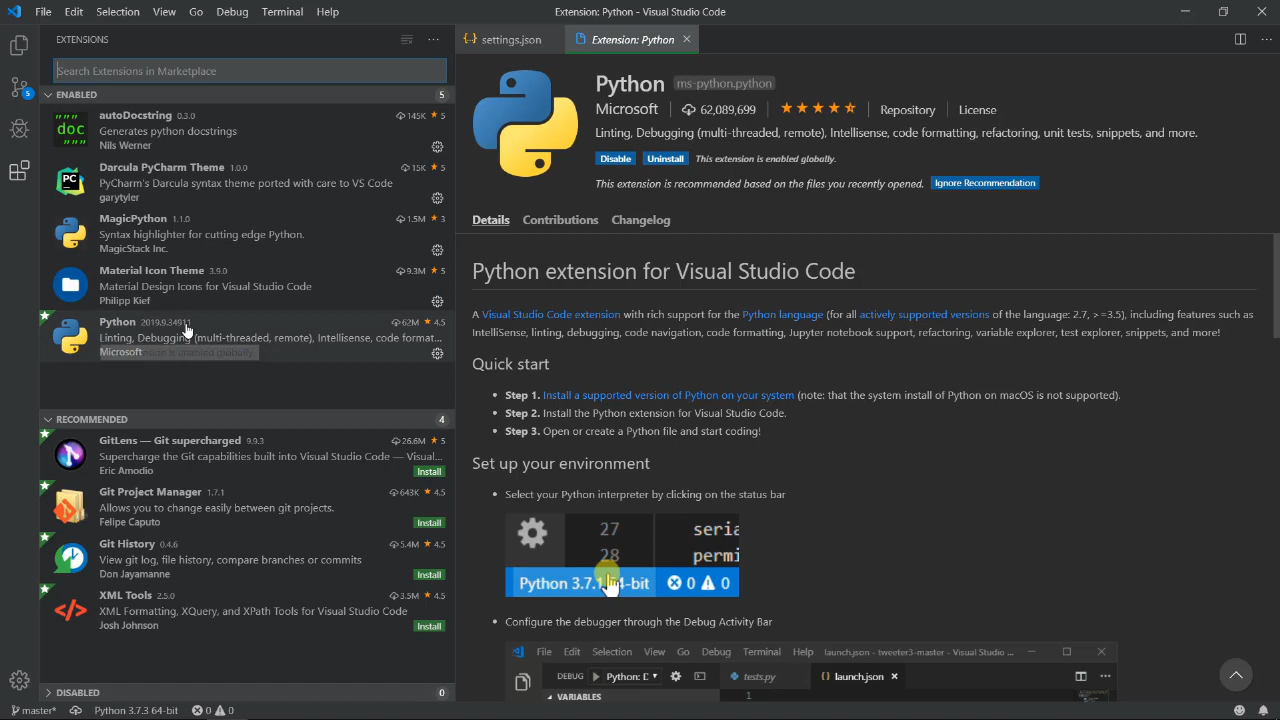 File Edit Selection View Go Debug Terminal Help
Extension: Python - Visual Studio Code
EXTENSIONS
settings.json
Extension: Python
Search Extensions in Marketplace
ENABLED 5
autoDocstring 0.3.0 145K 5
Generates python docstrings
Nils Werner
Darcula PyCharm Theme 1.0.0 15K 5
PyCharm's Darcula syntax theme ported with care to VS Code
garytyler
MagicPython 1.1.0 1.5M 3
Syntax highlighter for cutting edge Python.
MagicStack Inc.
Material Icon Theme 3.9.0 9.3M 5
Material Design Icons for Visual Studio Code
Philipp Kief
Python 2019.9.34911 62M 4.5
Linting, Debugging (multi-threaded, remote), Intellisense, code format...
Microsoft
RECOMMENDED 4
GitLens — Git supercharged 9.9.3 26.6M 5
Supercharge the Git capabilities built into Visual Studio Code — Visual...
Eric Amodio Install
Git Project Manager 1.7.1 643K 4.5
Allows you to change easily between git projects.
Felipe Caputo Install
Git History 0.4.6 5.4M 4.5
View git log, file history, compare branches or commits
Don Jayamanne Install
XML Tools 2.5.0 3.5M 4.5
XML Formatting, XQuery, and XPath Tools for Visual Studio Code
Josh Johnson Install
DISABLED 0
Python ms-python.python
Microsoft 62,089,699 Repository License
Linting, Debugging (multi-threaded, remote), Intellisense, code formatting, refactoring, unit tests, snippets, and more.
Disable Uninstall This extension is enabled globally.
This extension is recommended based on the files you recently opened. Ignore Recommendation
Details Contributions Changelog
Python extension for Visual Studio Code
A Visual Studio Code extension with rich support for the Python language (for all actively supported versions of the language: 2.7, >=3.5), including features such as
IntelliSense, linting, debugging, code navigation, code formatting, Jupyter notebook support, refactoring, variable explorer, test explorer, snippets, and more!
Quick start
• Step 1. Install a supported version of Python on your system (note: that the system install of Python on macOS is not supported).
• Step 2. Install the Python extension for Visual Studio Code.
• Step 3. Open or create a Python file and start coding!
Set up your environment
• Select your Python interpreter by clicking on the status bar
27 seria
28 permi
Python 3.7. -bit 0 0
• Configure the debugger through the Debug Activity Bar
File Edit Selection View Go Debug Terminal Help launch.json - tweeter3-master - Visual Studio ...
DEBUG Python: D tests.py launch.json
VARIABLES 1
master* Python 3.7.3 64-bit 0 0